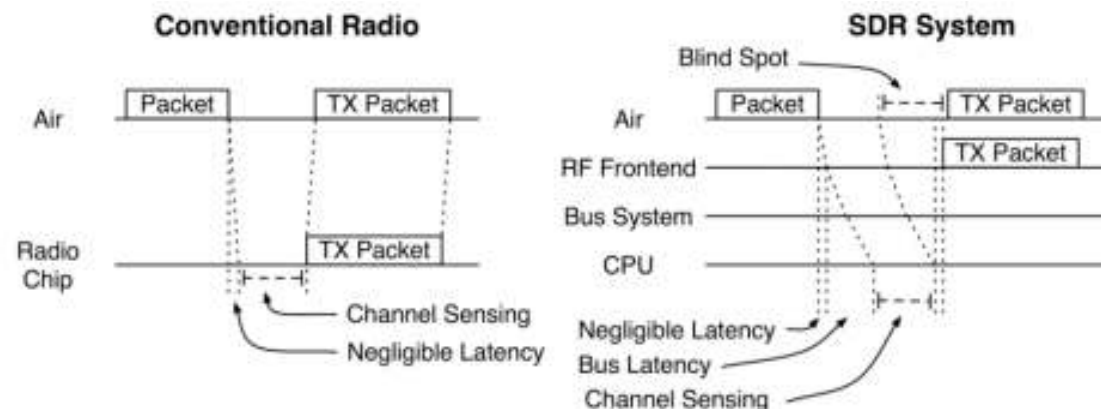 Conventional Radio
Packet
TX Packet
Air
Radio
Chip
TX Packet
Channel Sensing
Negligible Latency
SDR System
Blind Spot
Packet
TX Packet
Air
TX Packet
RF Frontend
Bus System
CPU
Negligible Latency
Bus Latency
Channel Sensing